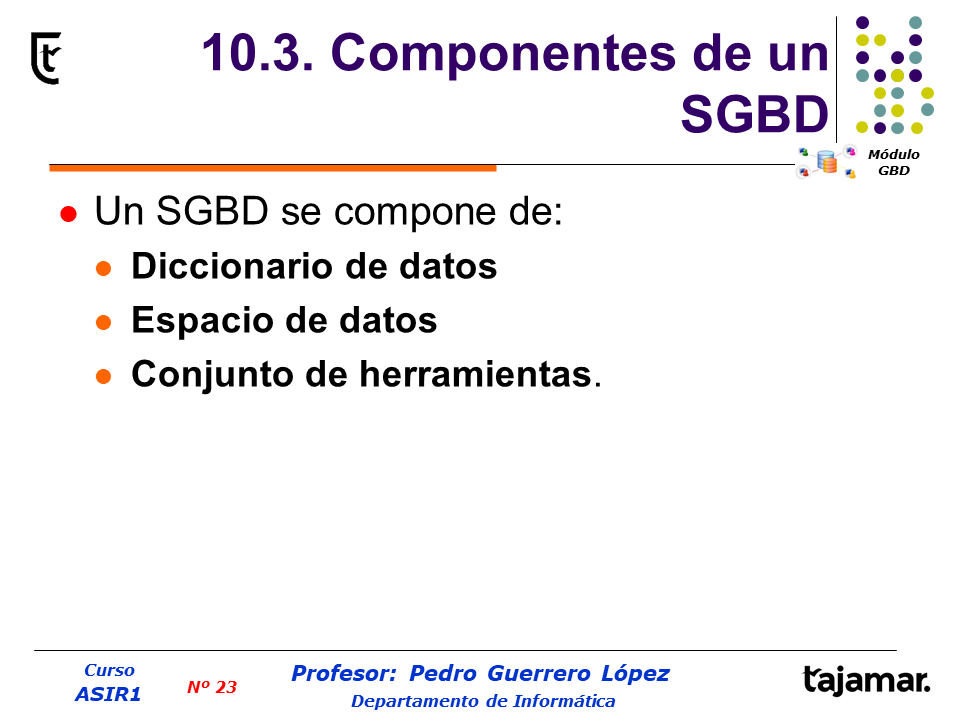 10.3. Componentes de un
SGBD
Módulo
GBD
Un SGBD se compone de:
Diccionario de datos
Espacio de datos
Conjunto de herramientas.
Curso
ASIR1
Nº 23
Profesor: Pedro Guerrero López
Departamento de Informática
tajamar.